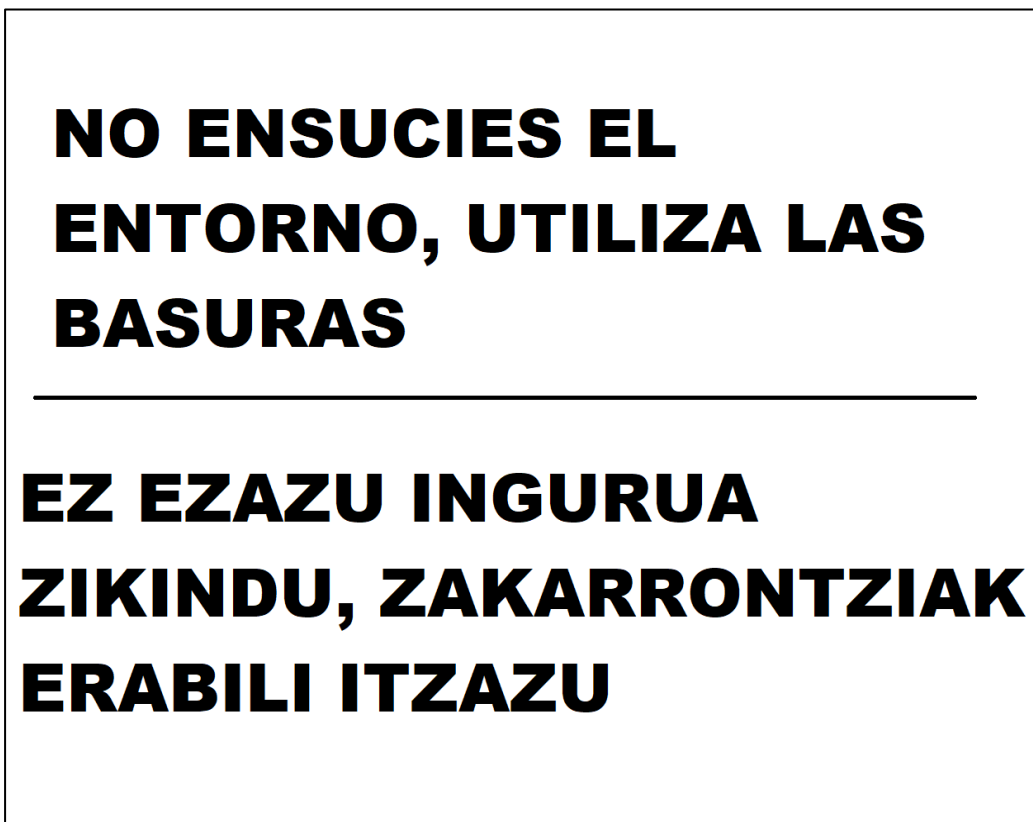 NO ENSUCIES EL
ENTORNO, UTILIZA LAS
BASURAS
EZ EZAZU INGURUA
ZIKINDU, ZAKARRONTZIAK
ERABILI ITZAZU